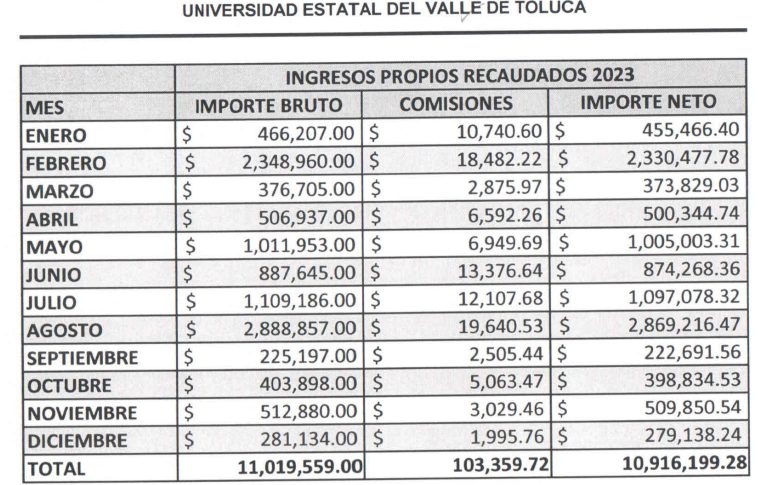 UNIVERSIDAD ESTATAL DEL VALLE DE TOLUCA
INGRESOS PROPIOS RECAUDADOS 2023
MES IMPORTE BRUTO COMISIONES IMPORTE NETO
ENERO $ 466,207.00 $ 10,740.60 $ 455,466.40
FEBRERO $ 2,348,960.00 $ 18,482.22 $ 2,330,477.78
MARZO $ 376,705.00 $ 2,875.97 $ 373,829.03
ABRIL $ 506,937.00 $ 6,592.26 $ 500,344.74
MAYO $ 1,011,953.00 $ 6,949.69 $ 1,005,003.31
JUNIO $ 887,645.00 $ 13,376.64 $ 874,268.36
JULIO $ 1,109,186.00 $ 12,107.68 $ 1,097,078.32
AGOSTO $ 2,888,857.00 $ 19,640.53 $ 2,869,216.47
SEPTIEMBRE $ 225,197.00 $ 2,505.44 $ 222,691.56
OCTUBRE $ 403,898.00 $ 5,063.47 $ 398,834.53
NOVIEMBRE $ 512,880.00 $ 3,029.46 $ 509,850.54
DICIEMBRE $ 281,134.00 $ 1,995.76 $ 279,138.24
TOTAL 11,019,559.00 103,359.72 10,916,199.28